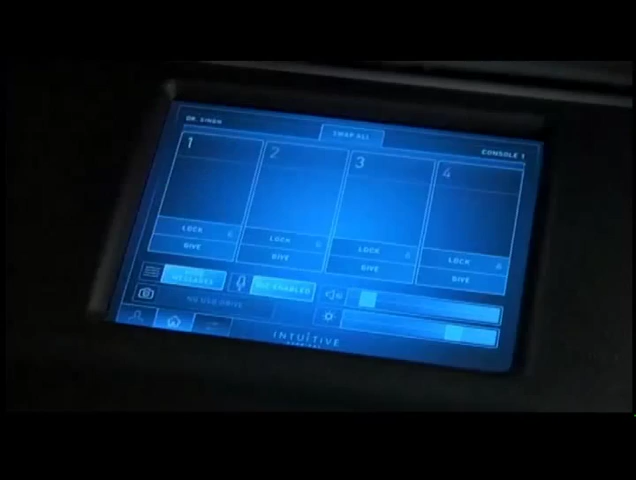 DR. SINGH
SWAP ALL
CONSOLE 1
1 2 3 4
LOCK LOCK LOCK LOCK
GIVE GIVE GIVE GIVE
MESSAGES
MIC ENABLED
NO USB DRIVE
INTUITIVE